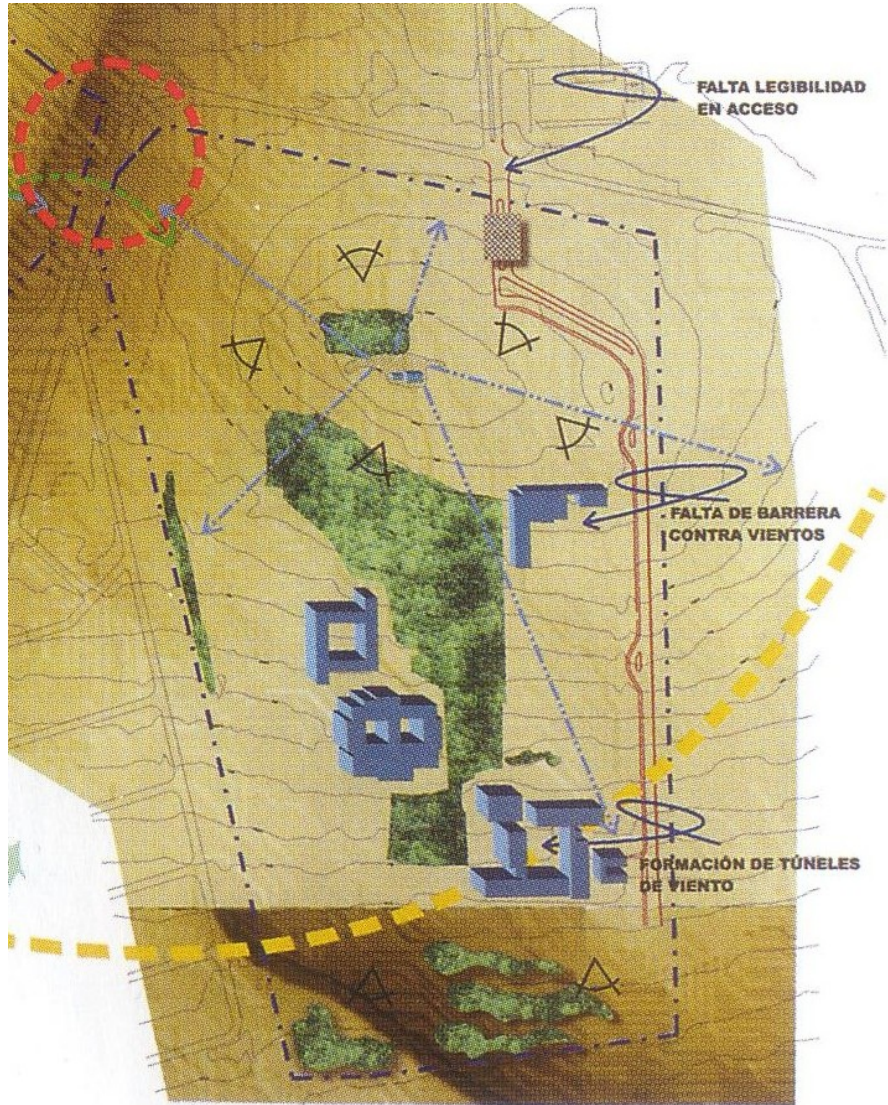 FALTA LEGIBILIDAD
EN ACCESO
FALTA DE BARRERA
CONTRA VIENTOS
FORMACIÓN DE TÚNELES
DE VIENTO